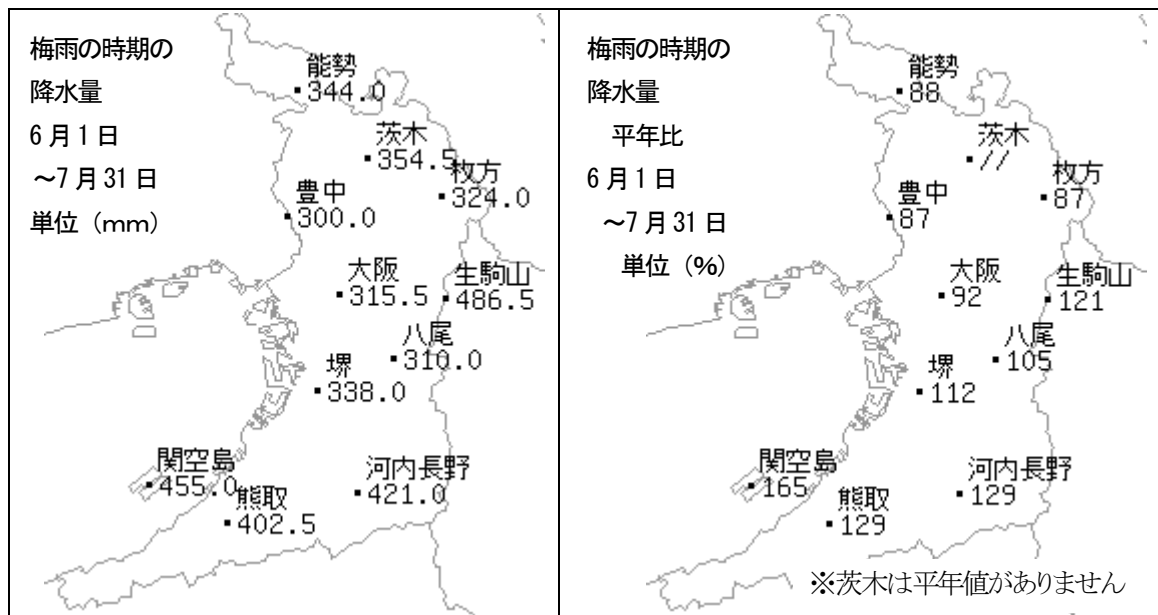 梅雨の時期の
降水量
6月1日
～7月31日
単位（mm）
能勢
344.0
茨木
354.5
枚方
324.0
豊中
300.0
大阪
315.5
生駒山
486.5
八尾
310.0
堺
338.0
関空島
455.0
河内長野
421.0
熊取
402.5
梅雨の時期の
降水量
平年比
6月1日
～7月31日
単位（%）
能勢
88
茨木
//
枚方
87
豊中
87
大阪
92
生駒山
121
八尾
105
堺
112
関空島
165
河内長野
129
熊取
129
※茨木は平年値がありません